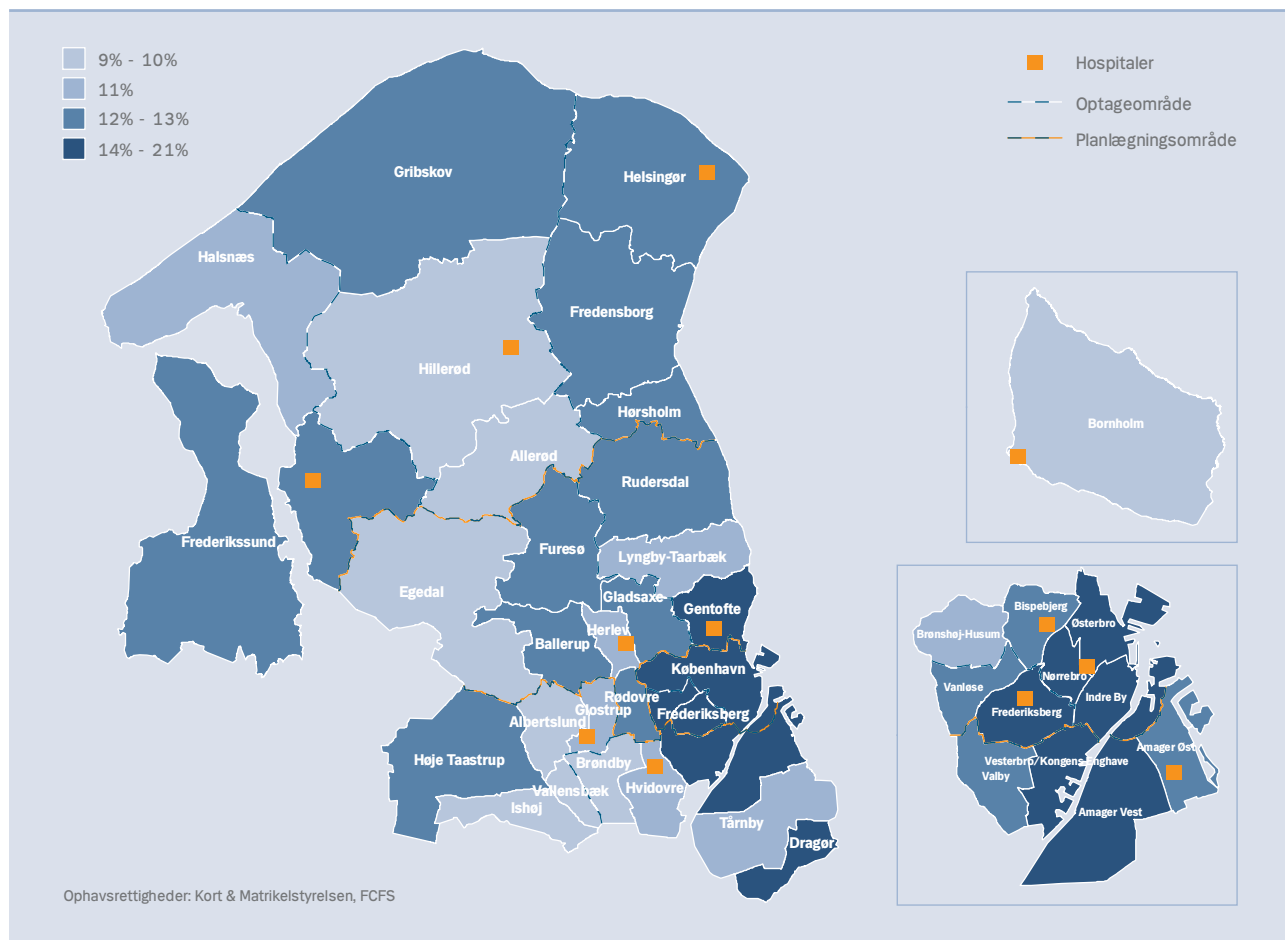 9% - 10%
11%
12% - 13%
14% - 21%
Hospitaler
Optageområde
Planlægningsområde
Gribskov
Helsingør
Halsnæs
Fredensborg
Hillerød
Hørsholm
Allerød
Rudersdal
Frederikssund
Furesø
Lyngby-Taarbæk
Egedal
Gladsaxe
Gentofte
Herlev
Ballerup
København
Rødovre
Glostrup
Frederiksberg
Albertslund
Høje Taastrup
Brøndby
Vallensbæk
Hvidovre
Ishøj
Tårnby
Dragør
Bornholm
Bispebjerg
Østerbro
Brønshøj-Husum
Nørrebro
Vanløse
Indre By
Frederiksberg
Amager Øst
Vesterbro/Kongens Enghave
Valby
Amager Vest
Ophavsrettigheder: Kort & Matrikelstyrelsen, FCFS